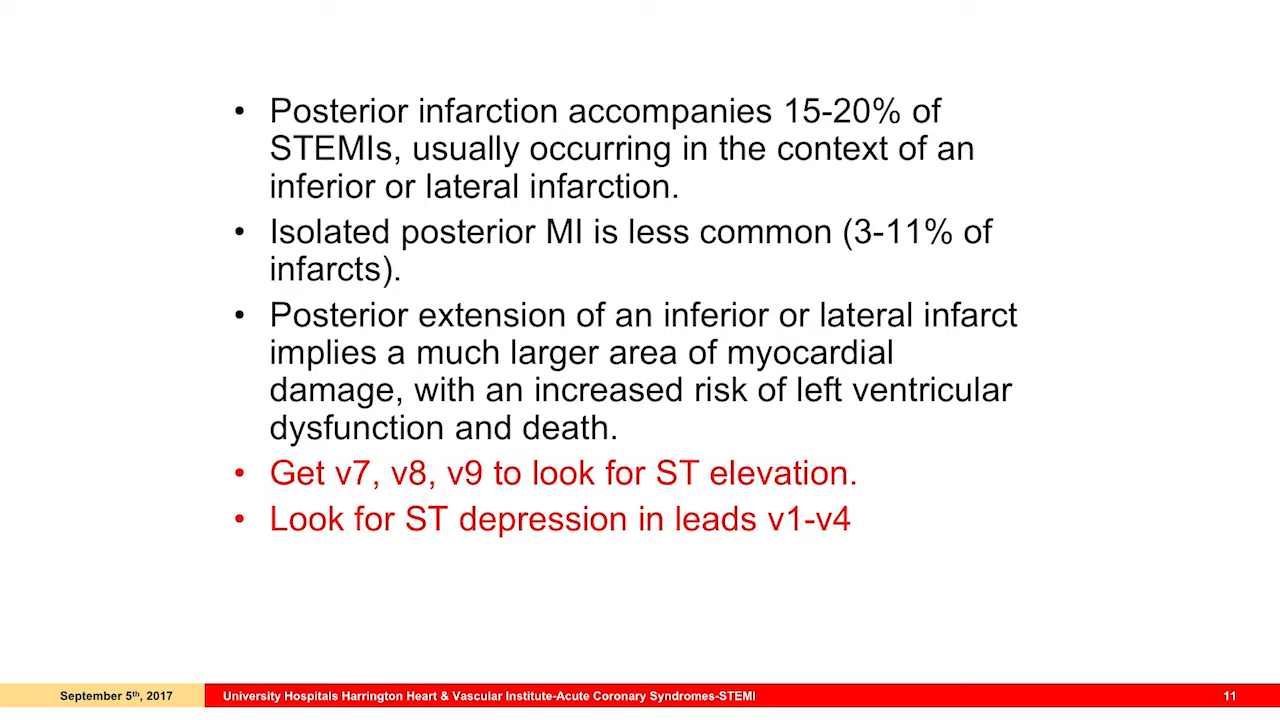 • Posterior infarction accompanies 15-20% of
STEMIs, usually occurring in the context of an
inferior or lateral infarction.
• Isolated posterior MI is less common (3-11% of
infarcts).
• Posterior extension of an inferior or lateral infarct
implies a much larger area of myocardial
damage, with an increased risk of left ventricular
dysfunction and death.
• Get v7, v8, v9 to look for ST elevation.
• Look for ST depression in leads v1-v4
September 5th, 2017 University Hospitals Harrington Heart & Vascular Institute-Acute Coronary Syndromes-STEMI 11